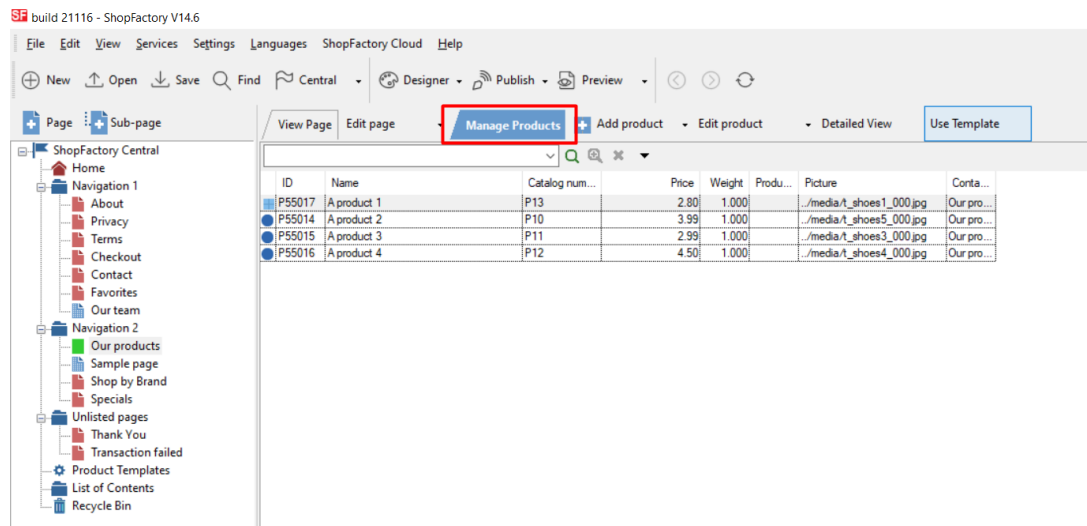 SF build 21116 - ShopFactory V14.6
File Edit View Services Settings Languages ShopFactory Cloud Help
New Open Save Find Central Designer Publish Preview
Page Sub-page View Page Edit page Manage Products Add product Edit product Detailed View Use Template
ShopFactory Central
Home
Navigation 1
About
Privacy
Terms
Checkout
Contact
Favorites
Our team
Navigation 2
Our products
Sample page
Shop by Brand
Specials
Unlisted pages
Thank You
Transaction failed
Product Templates
List of Contents
Recycle Bin
ID Name Catalog num... Price Weight Produ... Picture Conta...
P55017 A product 1 P13 2.80 1.000 ../media/t_shoes1_000.jpg Our pro...
P55014 A product 2 P10 3.99 1.000 ../media/t_shoes5_000.jpg Our pro...
P55015 A product 3 P11 2.99 1.000 ../media/t_shoes3_000.jpg Our pro...
P55016 A product 4 P12 4.50 1.000 ../media/t_shoes4_000.jpg Our pro...